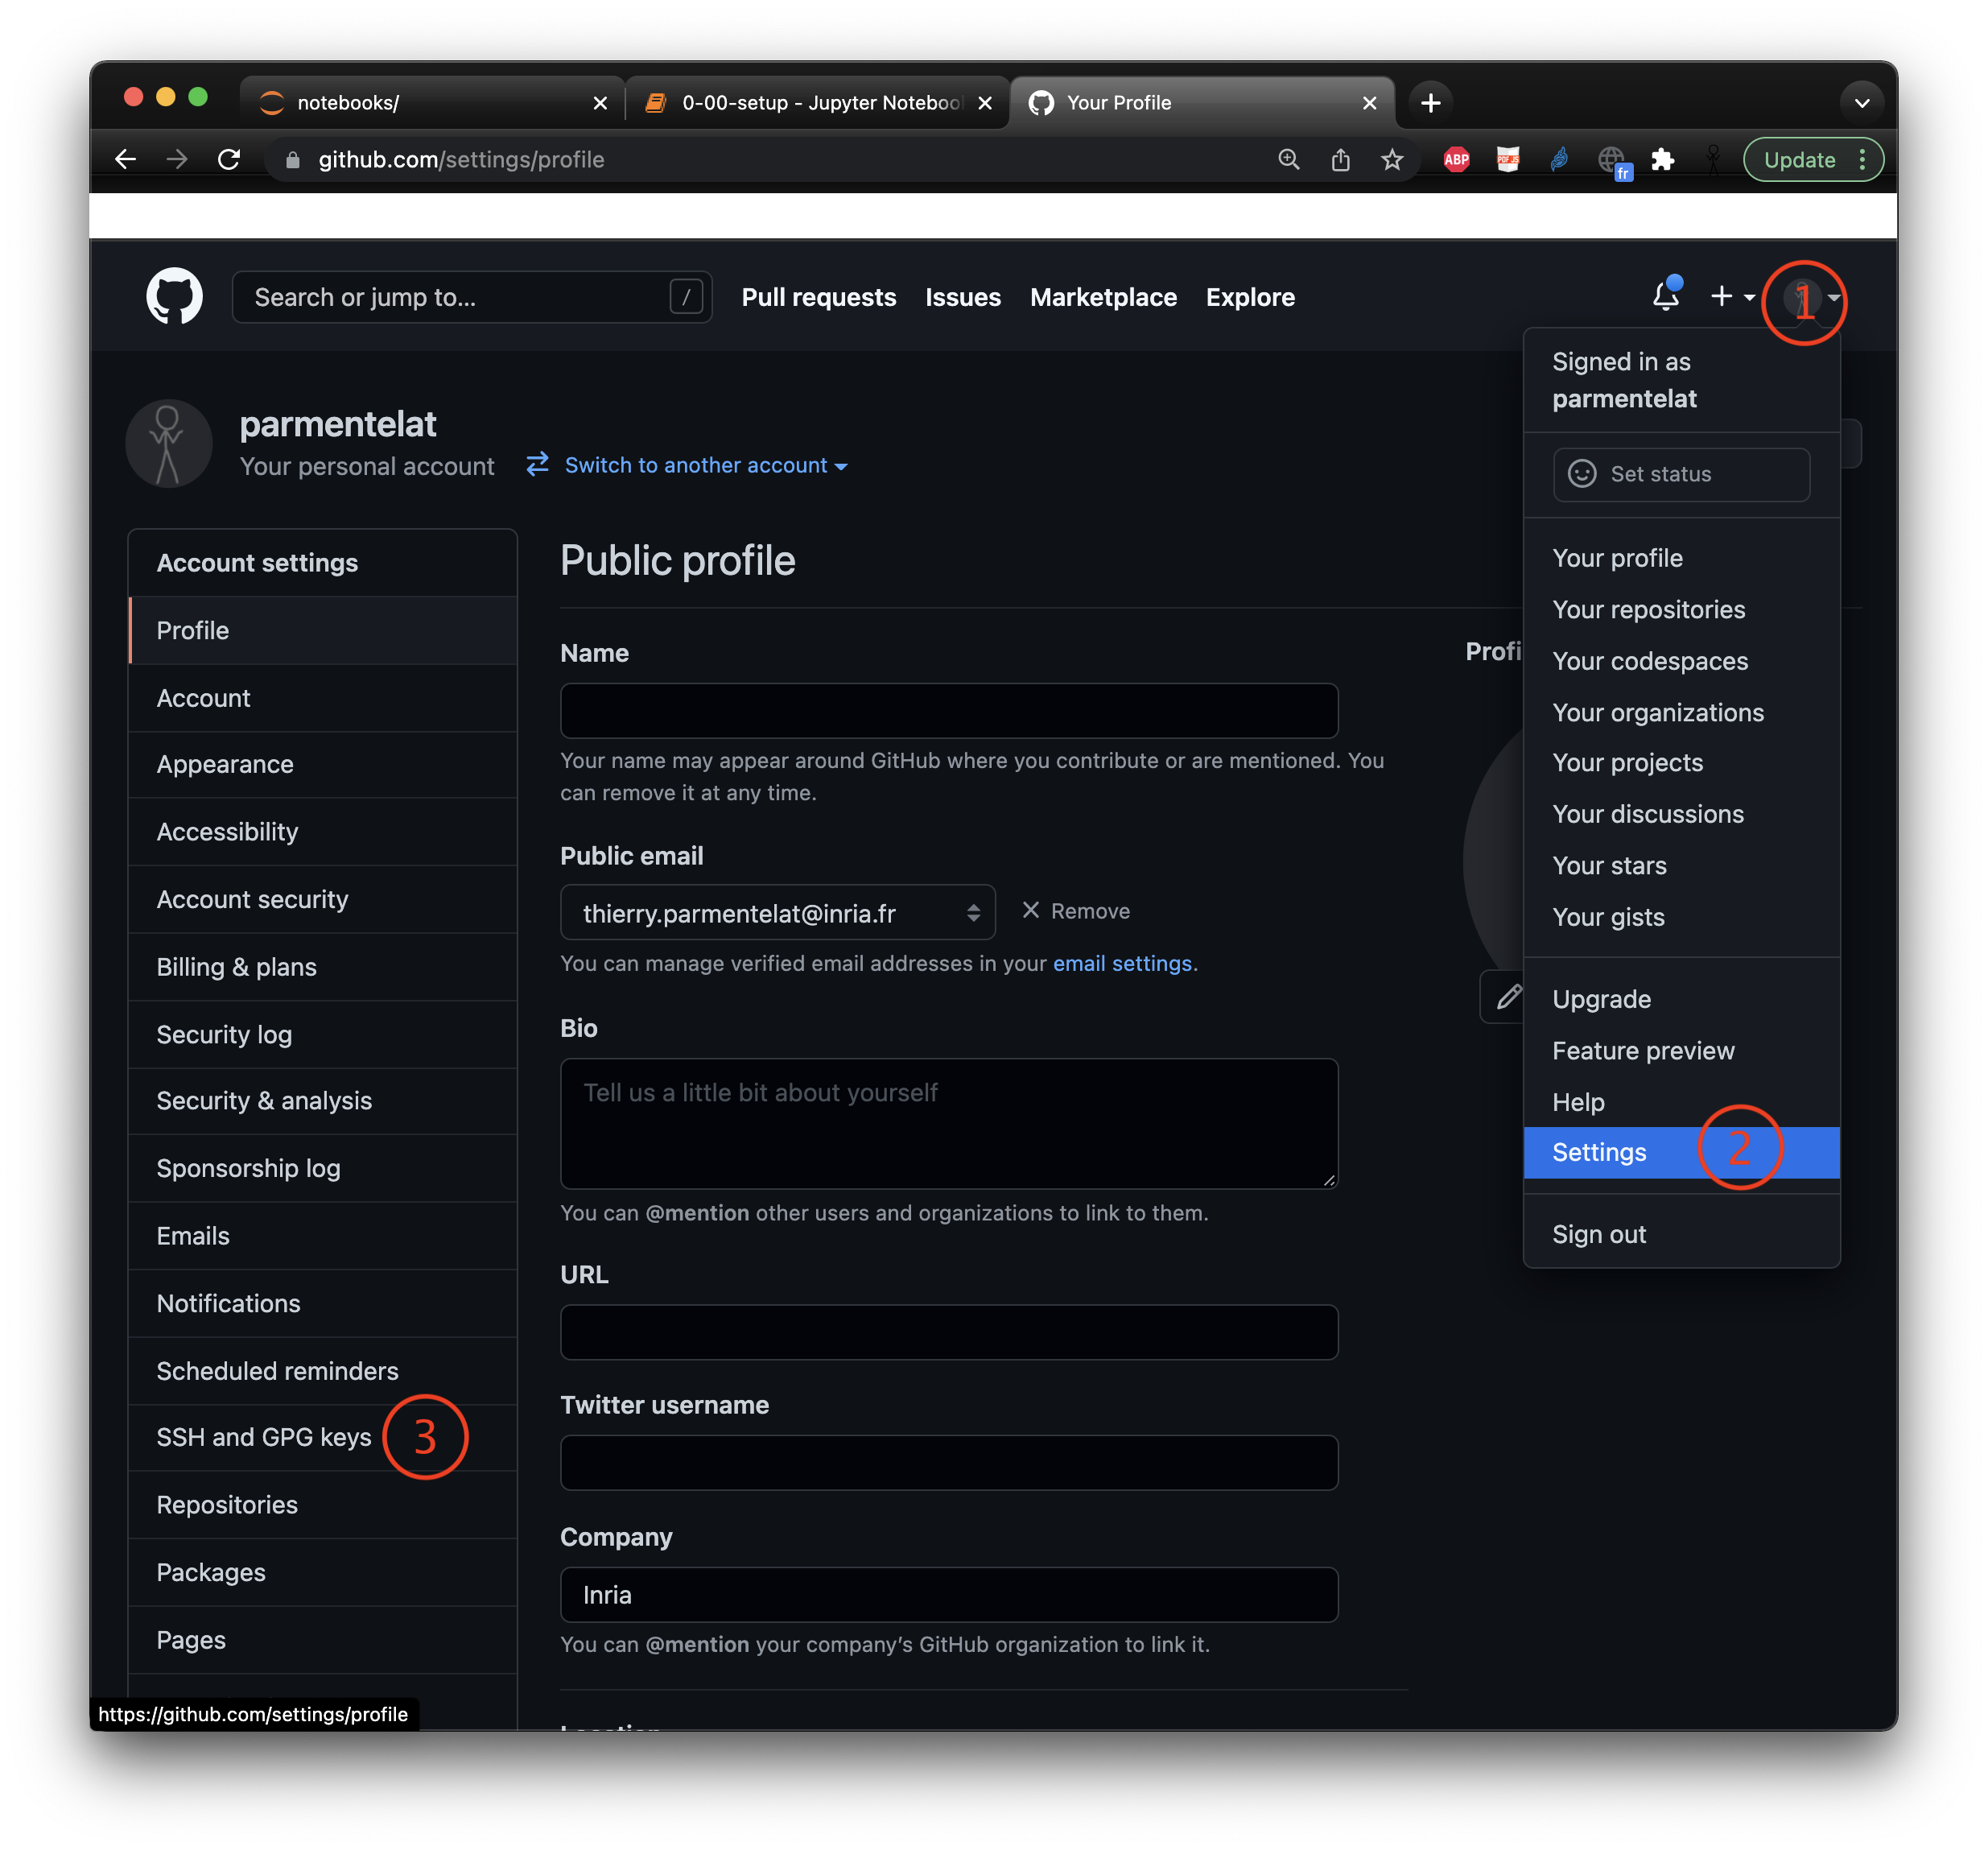 notebooks/
0-00-setup - Jupyter Notebool
Your Profile
github.com/settings/profile
ABP
PDF JS
fr
Update
Search or jump to...
/
Pull requests
Issues
Marketplace
Explore
1
Signed in as
parmentelat
Set status
Your profile
Your repositories
Your codespaces
Your organizations
Your projects
Your discussions
Your stars
Your gists
Upgrade
Feature preview
Help
Settings
2
Sign out
parmentelat
Your personal account
Switch to another account
Account settings
Profile
Account
Appearance
Accessibility
Account security
Billing & plans
Security log
Security & analysis
Sponsorship log
Emails
Notifications
Scheduled reminders
SSH and GPG keys
3
Repositories
Packages
Pages
Public profile
Name
Your name may appear around GitHub where you contribute or are mentioned. You
can remove it at any time.
Public email
thierry.parmentelat@inria.fr
Remove
You can manage verified email addresses in your email settings.
Bio
Tell us a little bit about yourself
You can @mention other users and organizations to link to them.
URL
Twitter username
Company
Inria
You can @mention your company’s GitHub organization to link it.
Location
Profi
https://github.com/settings/profile